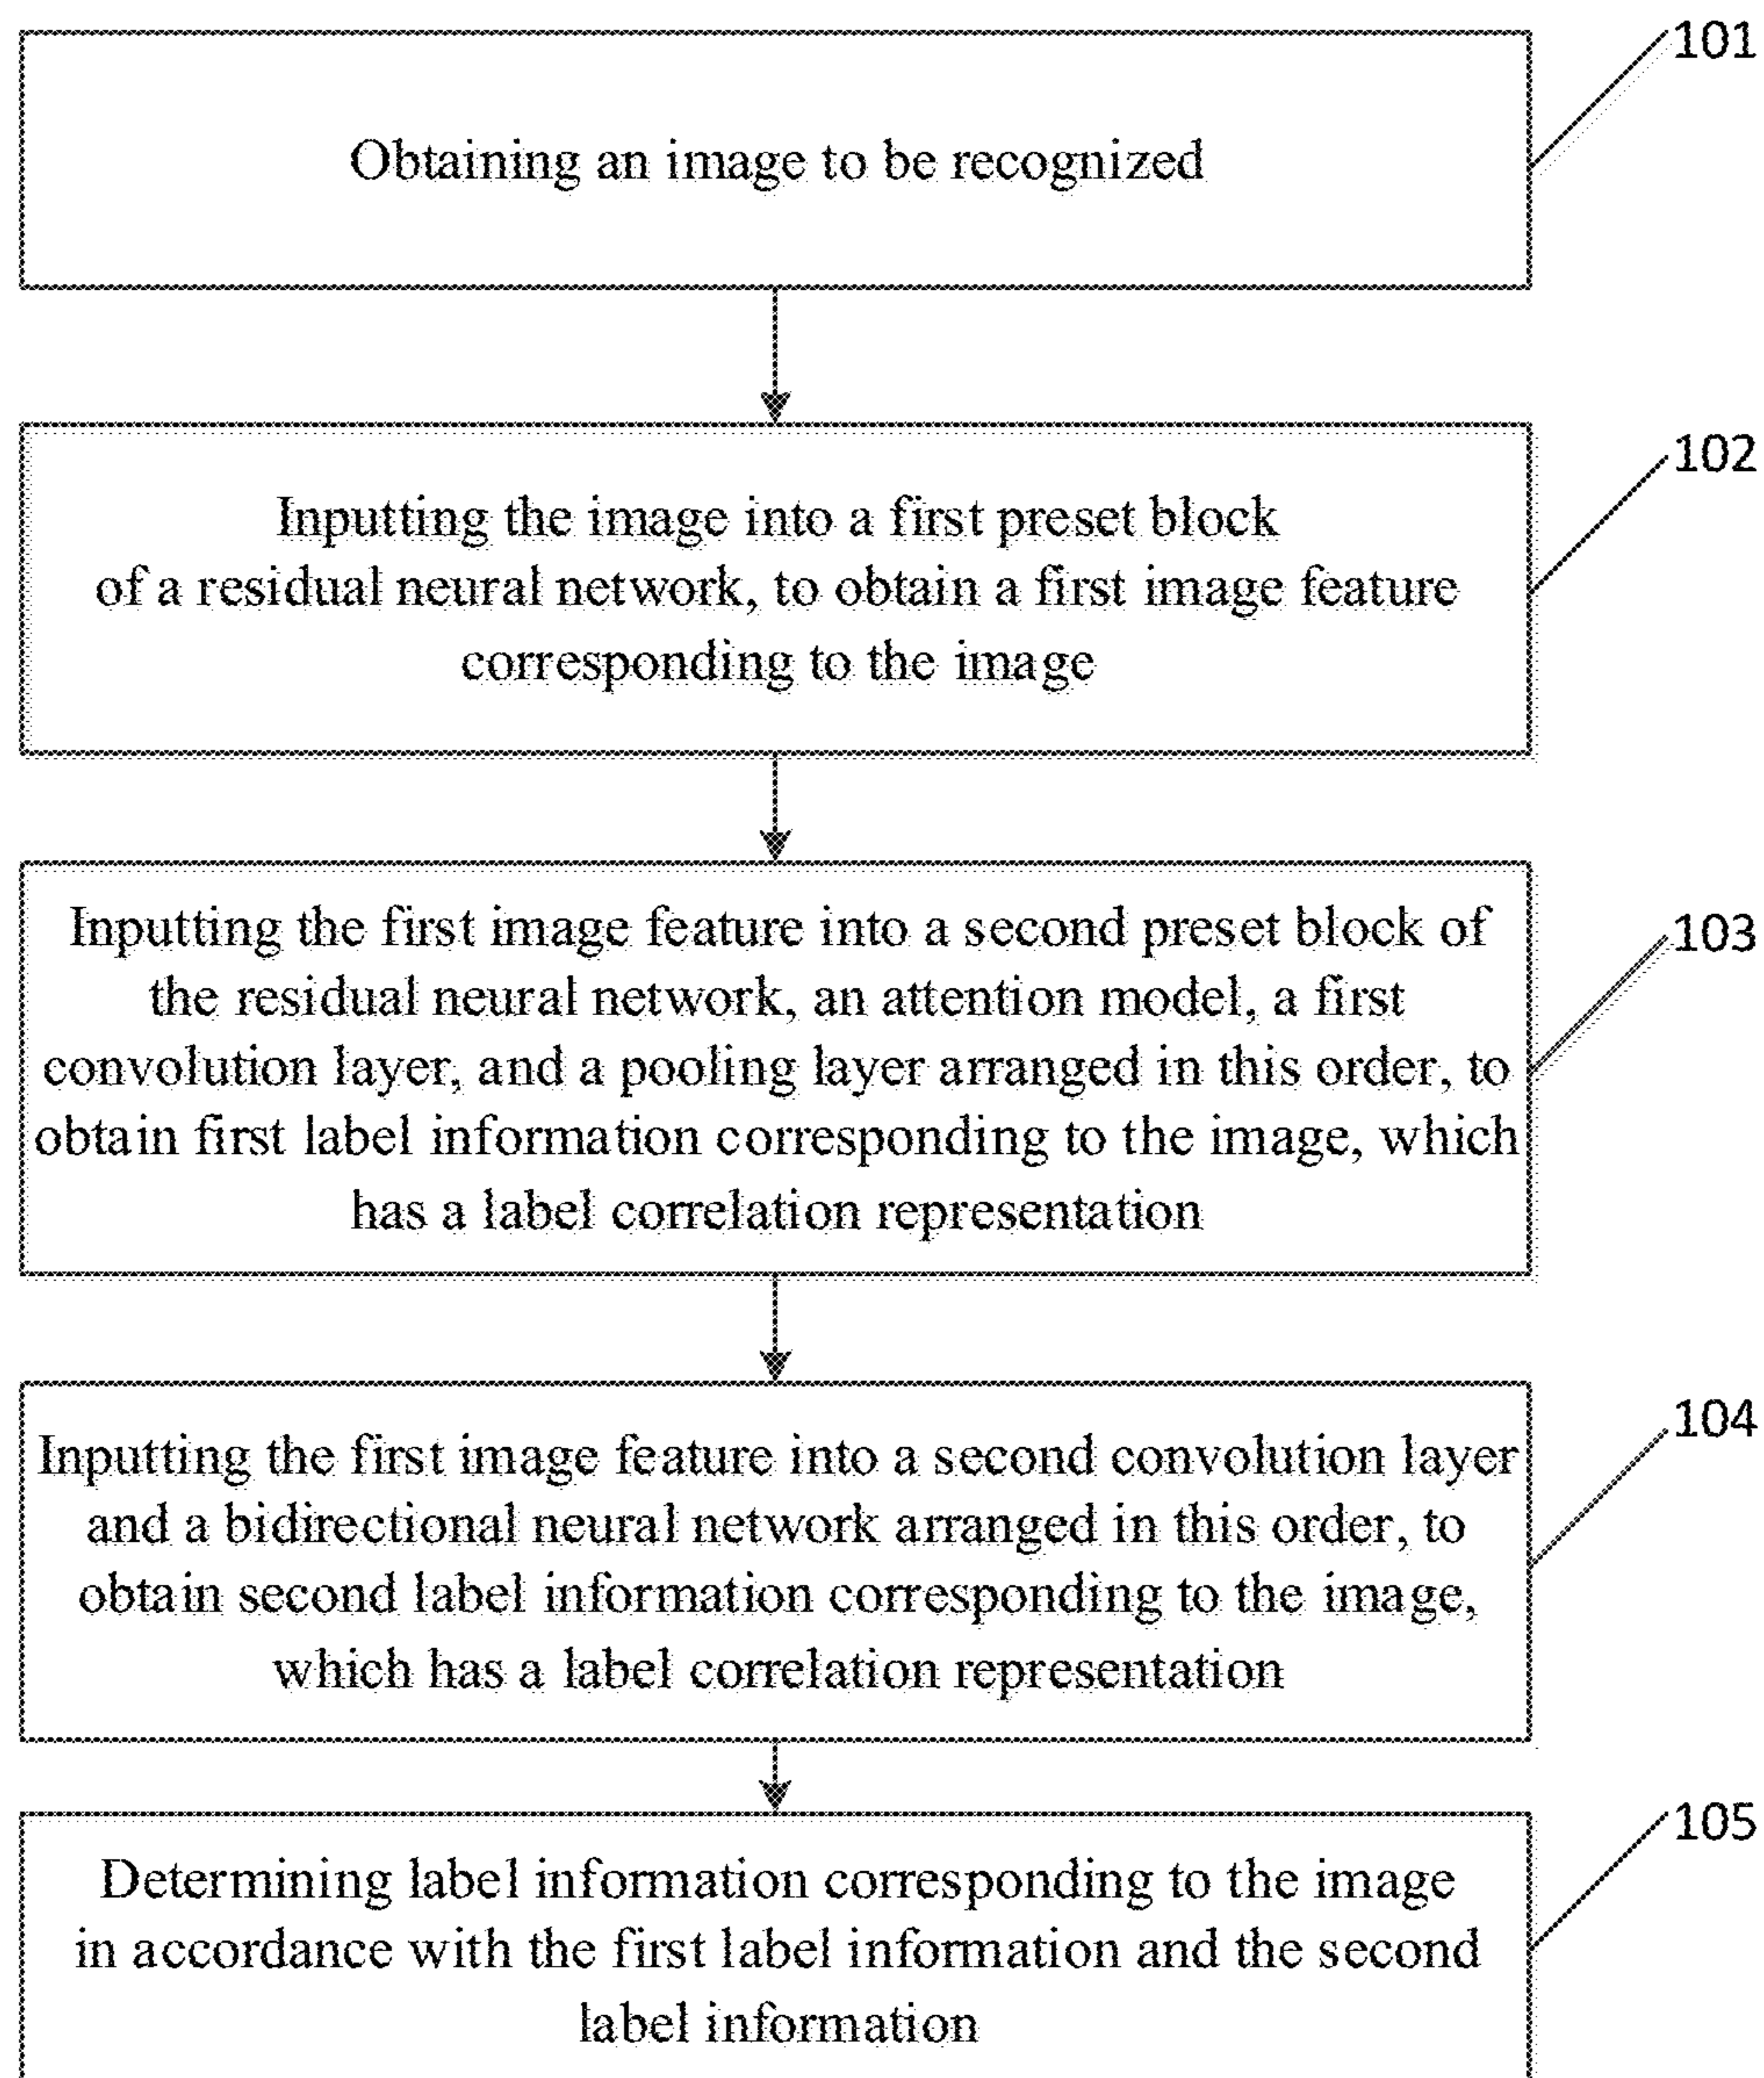 101
Obtaining an image to be recognized
102
Inputting the image into a first preset block
of a residual neural network, to obtain a first image feature
corresponding to the image
103
Inputting the first image feature into a second preset block of
the residual neural network, an attention model, a first
convolution layer, and a pooling layer arranged in this order, to
obtain first label information corresponding to the image, which
has a label correlation representation
104
Inputting the first image feature into a second convolution layer
and a bidirectional neural network arranged in this order, to
obtain second label information corresponding to the image,
which has a label correlation representation
105
Determining label information corresponding to the image
in accordance with the first label information and the second
label information